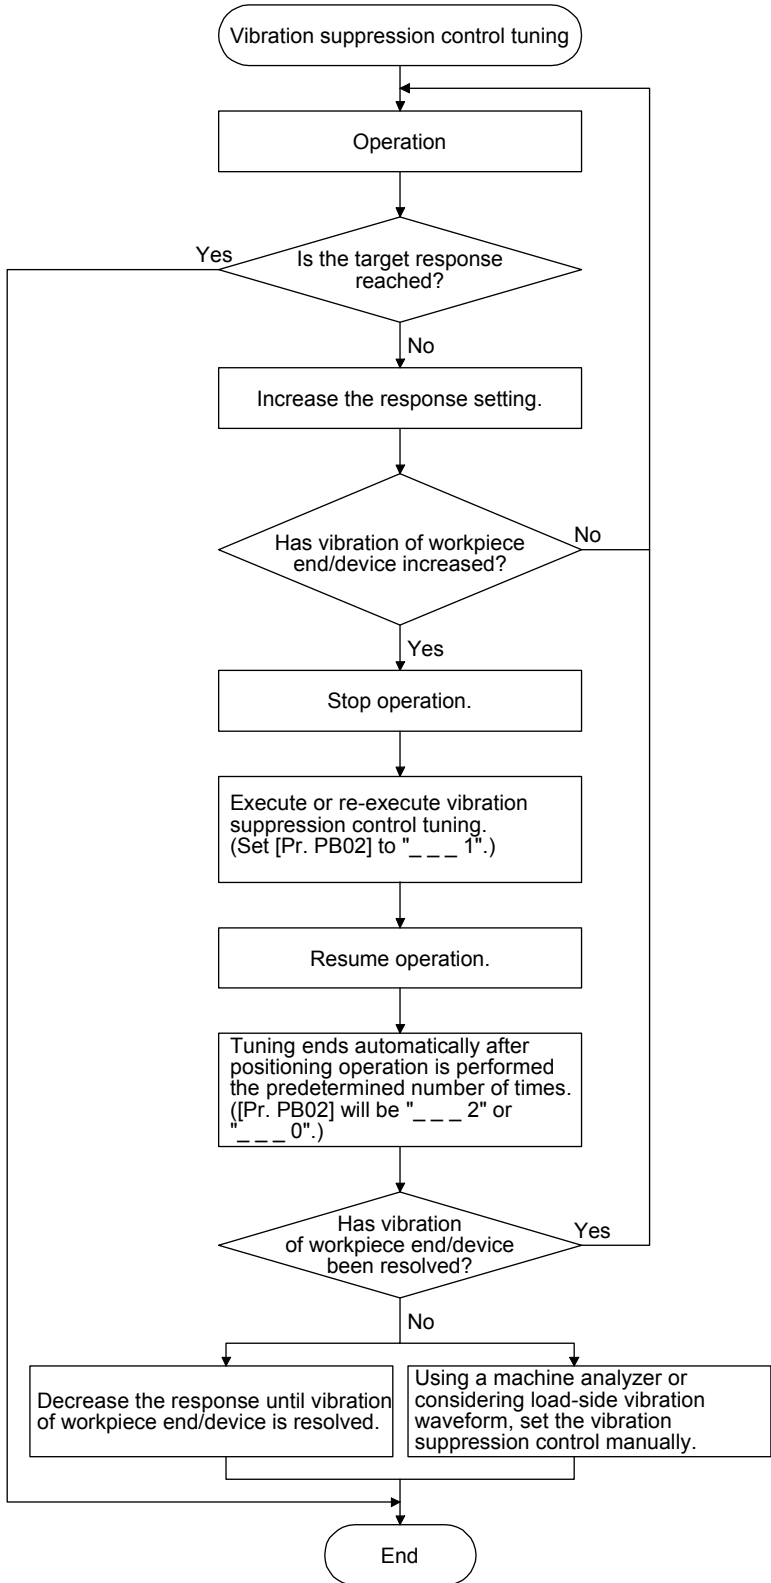 Vibration suppression control tuning
Operation
Yes
Is the target response
reached?
No
Increase the response setting.
Has vibration of workpiece
end/device increased?
No
Yes
Stop operation.
Execute or re-execute vibration
suppression control tuning.
(Set [Pr. PB02] to "_ _ _ 1".)
Resume operation.
Tuning ends automatically after
positioning operation is performed
the predetermined number of times.
([Pr. PB02] will be "_ _ _ 2" or
"_ _ _ 0".)
Has vibration
of workpiece end/device
been resolved?
Yes
No
Decrease the response until vibration
of workpiece end/device is resolved.
Using a machine analyzer or
considering load-side vibration
waveform, set the vibration
suppression control manually.
End